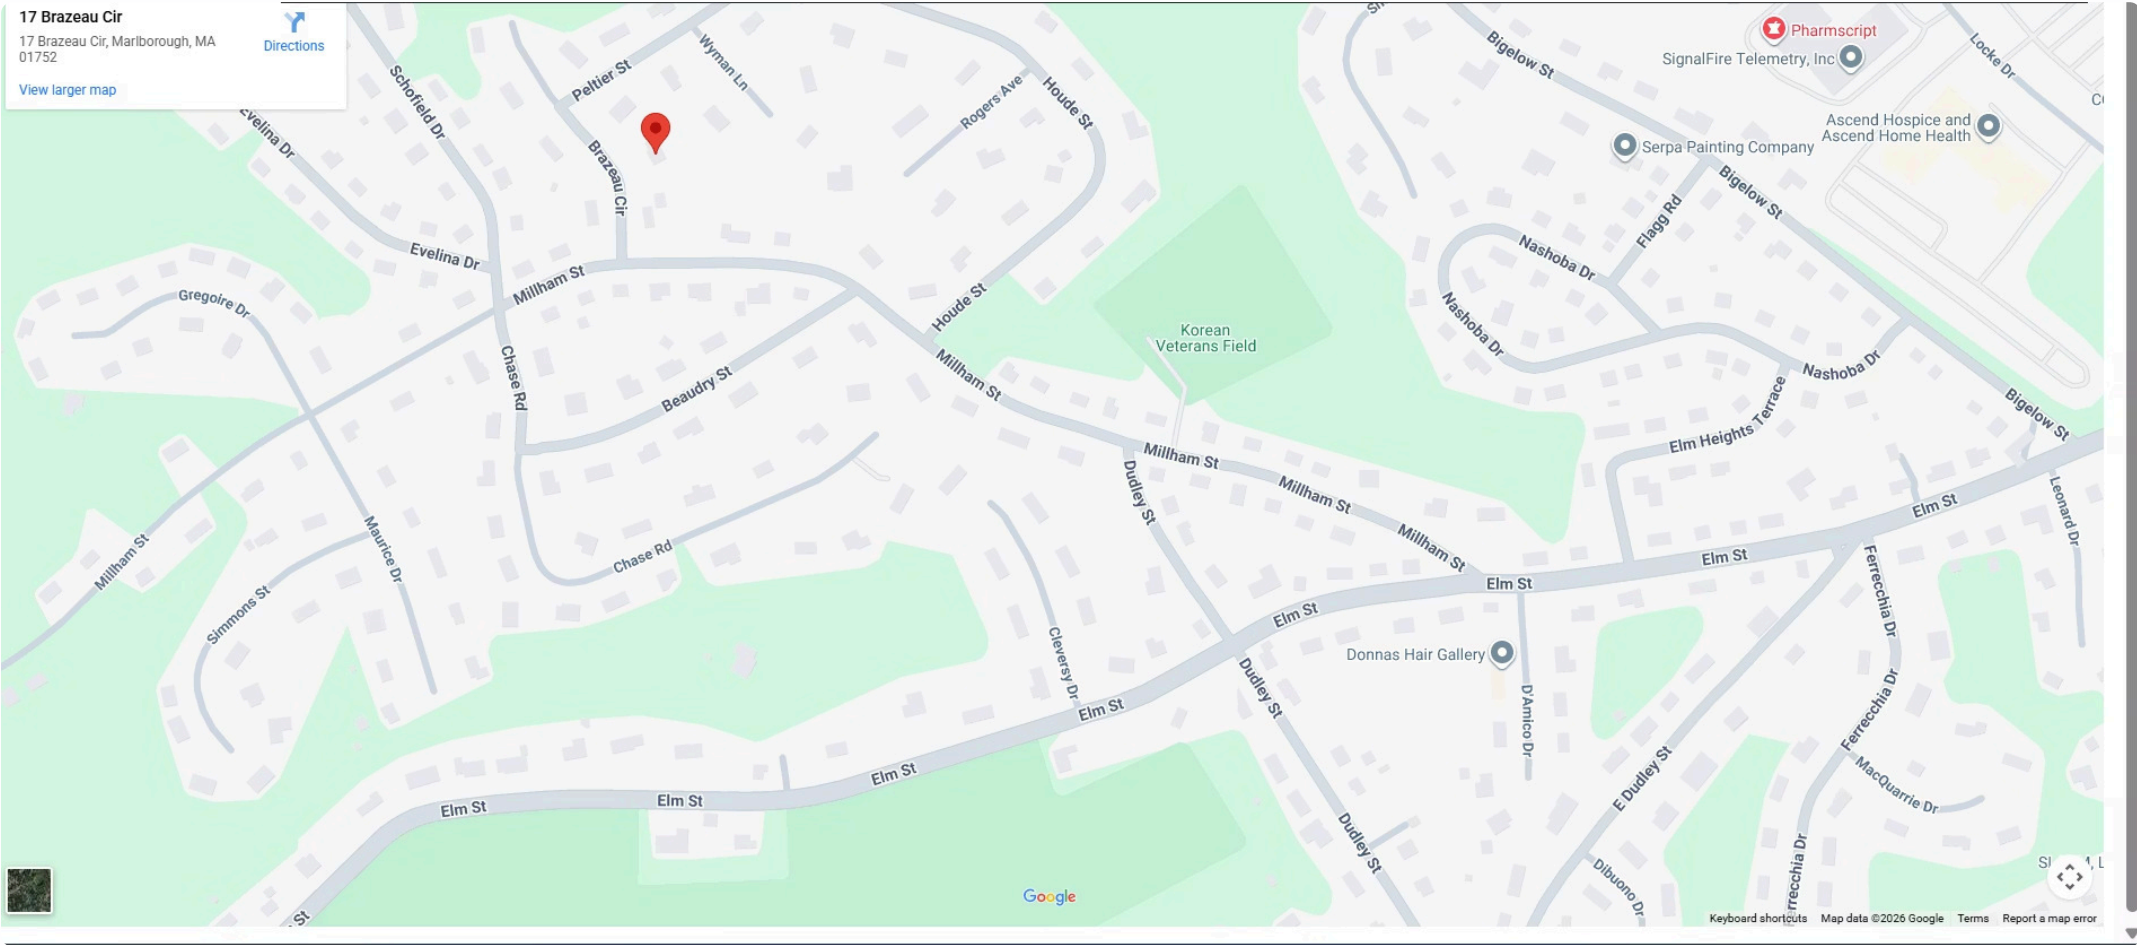 17 Brazeau Cir
17 Brazeau Cir, Marlborough, MA
01752
Directions
View larger map
Schofield Dr
Peltier St
Wyman Ln
Rogers Ave
Houde St
Bigelow St
Pharmscript
SignalFire Telemetry, Inc
Locke Dr
Evelina Dr
Brazeau Cir
Serpa Painting Company
Ascend Hospice and
Ascend Home Health
Bigelow St
Flagg Rd
Evelina Dr
Millham St
Nashoba Dr
Gregoire Dr
Houde St
Korean
Veterans Field
Nashoba Dr
Chase Rd
Beaudry St
Millham St
Nashoba Dr
Elm Heights Terrace
Bigelow St
Millham St
Dudley St
Millham St
Elm St
Leonard Dr
Millham St
Maurice Dr
Chase Rd
Millham St
Elm St
Elm St
Ferrecchia Dr
Simmons St
Elm St
Cleversy Dr
Donnas Hair Gallery
Dudley St
Elm St
D'Amico Dr
Ferrecchia Dr
Elm St
Elm St
Elm St
E Dudley St
MacQuarrie Dr
Dudley St
Dibuono Dr
St
Google
Keyboard shortcuts
Map data ©2026 Google
Terms
Report a map error